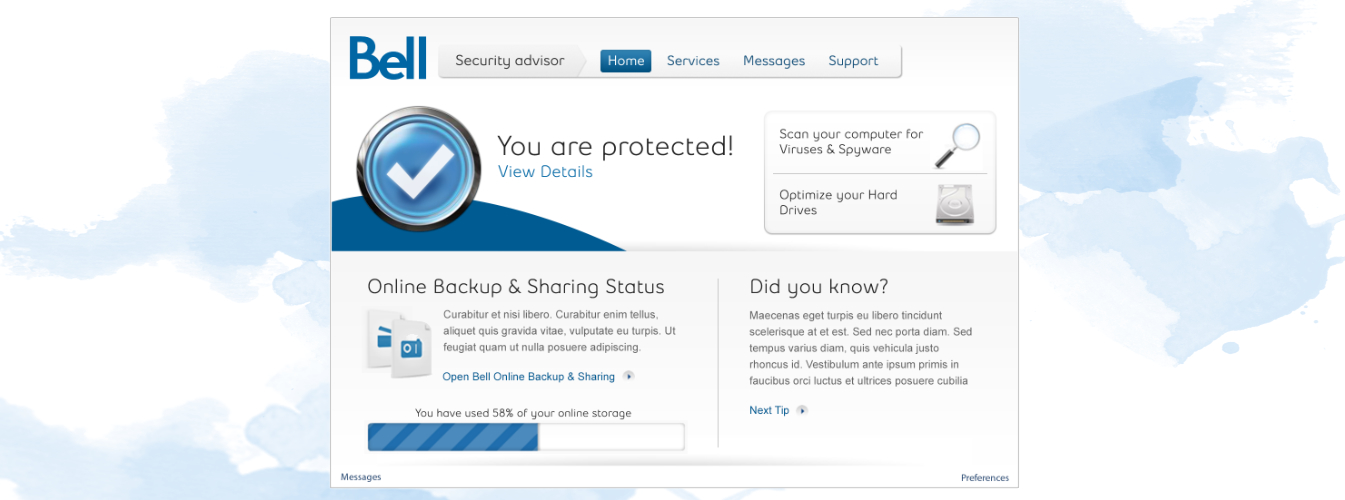 Bell
Security advisor
Home
Services
Messages
Support
You are protected!
View Details
Scan your computer for
Viruses & Spyware
Optimize your Hard
Drives
Online Backup & Sharing Status
Curabitur et nisi libero. Curabitur enim tellus,
aliquet quis gravida vitae, vulputate eu turpis. Ut
feugiat quam ut nulla posuere adipiscing.
Open Bell Online Backup & Sharing
You have used 58% of your online storage
Did you know?
Maecenas eget turpis eu libero tincidunt
scelerisque at et est. Sed nec porta diam. Sed
tempus varius diam, quis vehicula justo
rhoncus id. Vestibulum ante ipsum primis in
faucibus orci luctus et ultrices posuere cubilia
Next Tip
Messages
Preferences